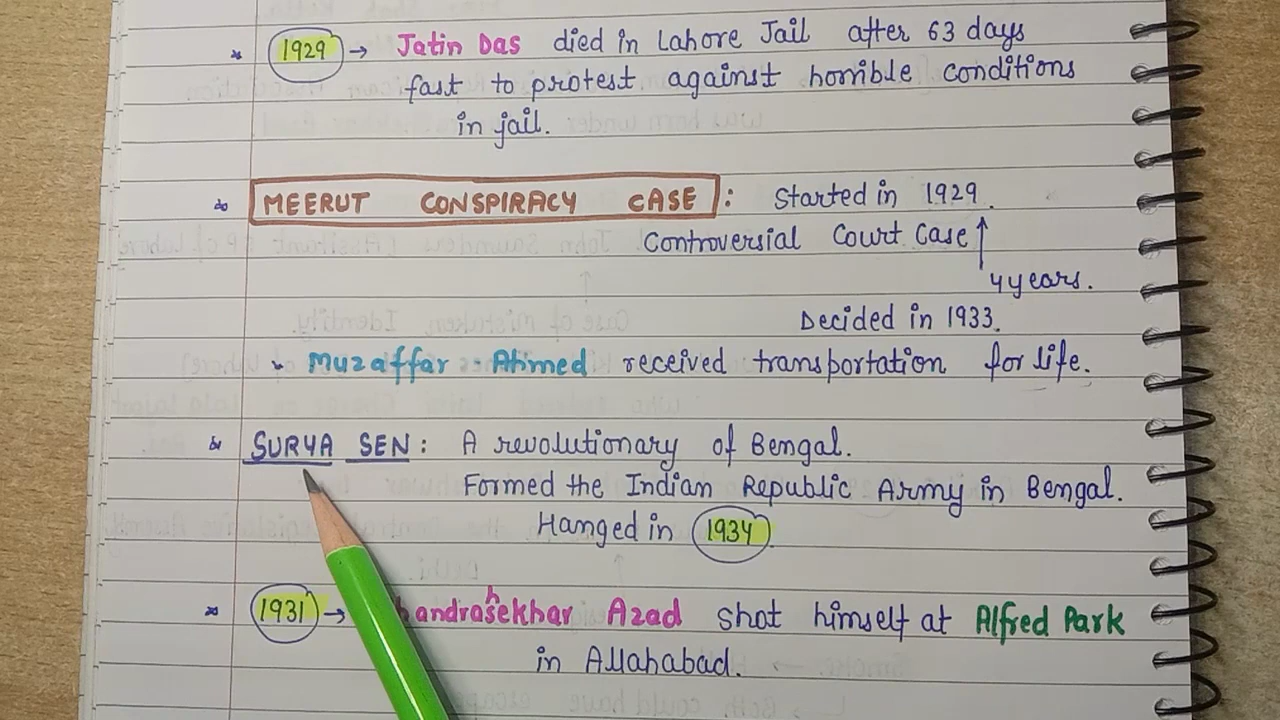 1929 → Jatin Das died in Lahore Jail after 63 days
fast to protest against horrible conditions
in jail.
MEERUT CONSPIRACY CASE : Started in 1929.
Controversial Court Case ↑
4 years.
Decided in 1933.
Muzaffar Ahmed received transportation for life.
SURYA SEN : A revolutionary of Bengal.
Formed the Indian Republic Army in Bengal.
Hanged in 1934.
1931 → handrashekhar Azad shot himself at Alfred Park
in Allahabad.